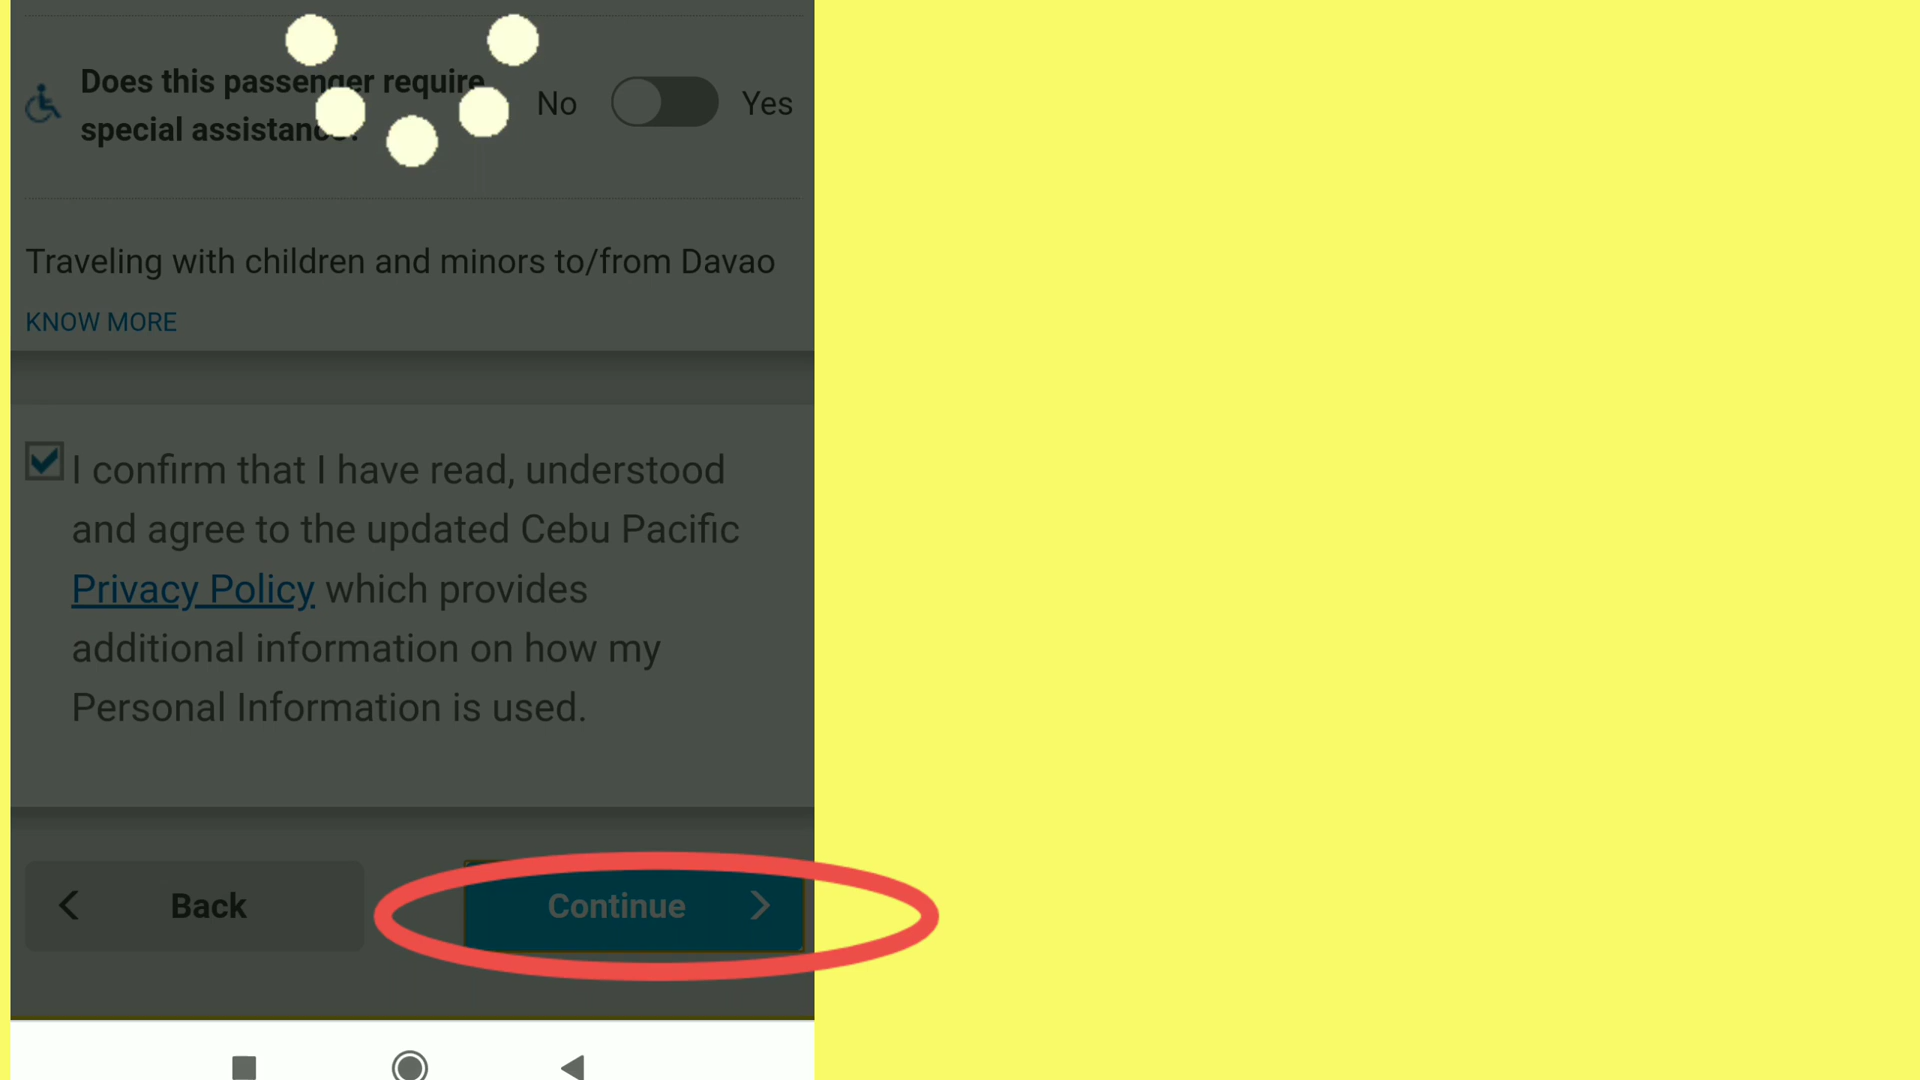 Does this passenger require
special assistance?
No
Yes
Traveling with children and minors to/from Davao
KNOW MORE
I confirm that I have read, understood
and agree to the updated Cebu Pacific
Privacy Policy which provides
additional information on how my
Personal Information is used.
Back
Continue